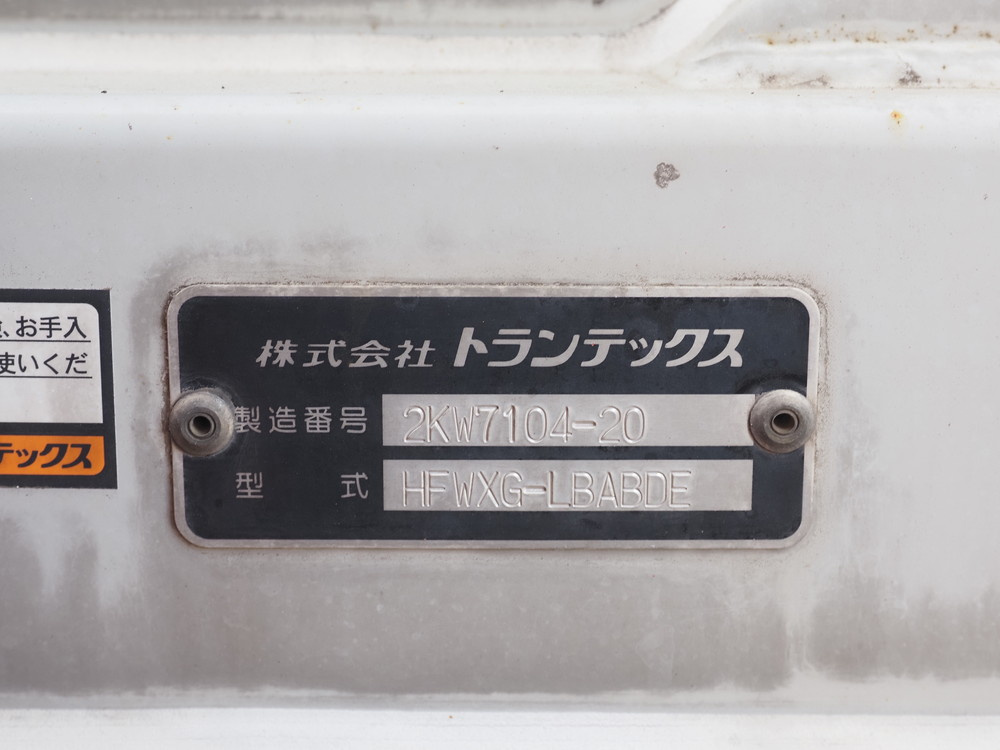 、お手入
使いくだ
テックス
株式会社 トランテックス
製造番号 2KW7104-20
型 式 HFWXG-LBABDE